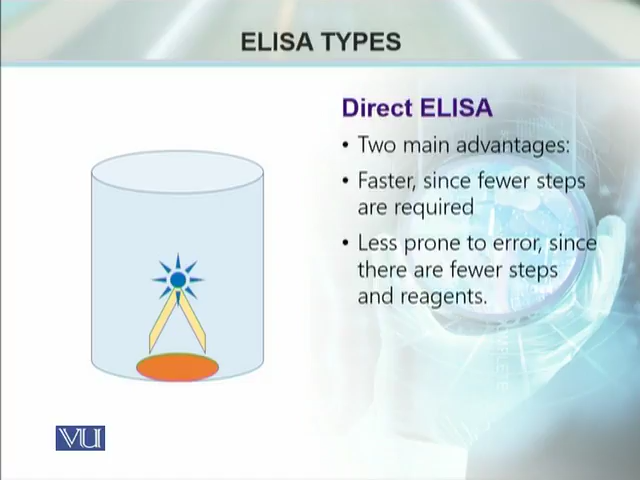 ELISA TYPES
Direct ELISA
• Two main advantages:
• Faster, since fewer steps
are required
• Less prone to error, since
there are fewer steps
and reagents.
VU